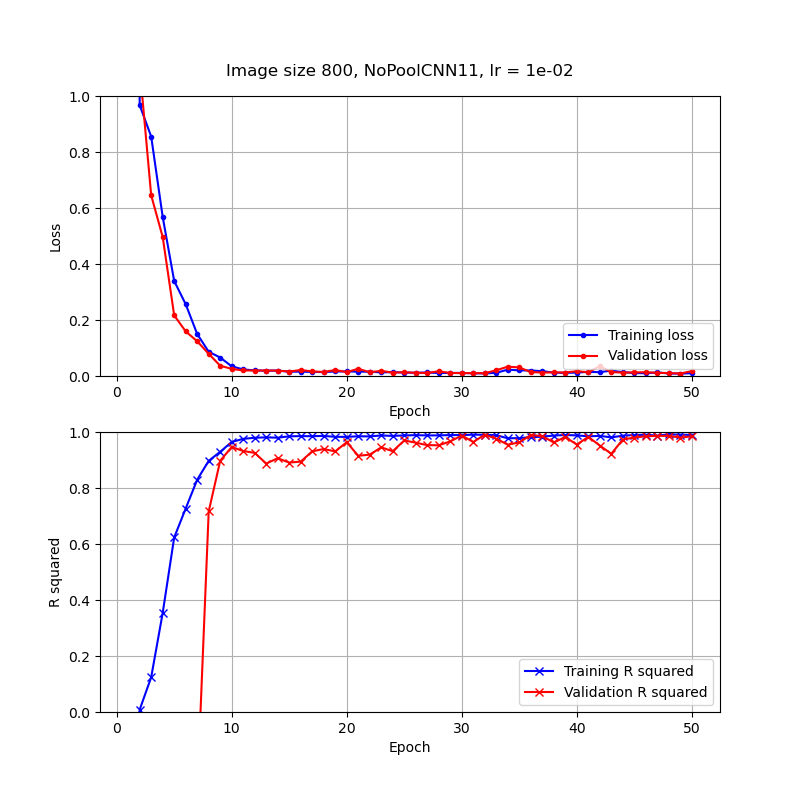 Image size 800, NoPoolCNN11, lr = 1e-02
1.0
0.8
0.6
0.4
0.2
0.0
Loss
0 10 20 30 40 50
Epoch
Training loss
Validation loss
1.0
0.8
0.6
0.4
0.2
0.0
R squared
0 10 20 30 40 50
Epoch
Training R squared
Validation R squared